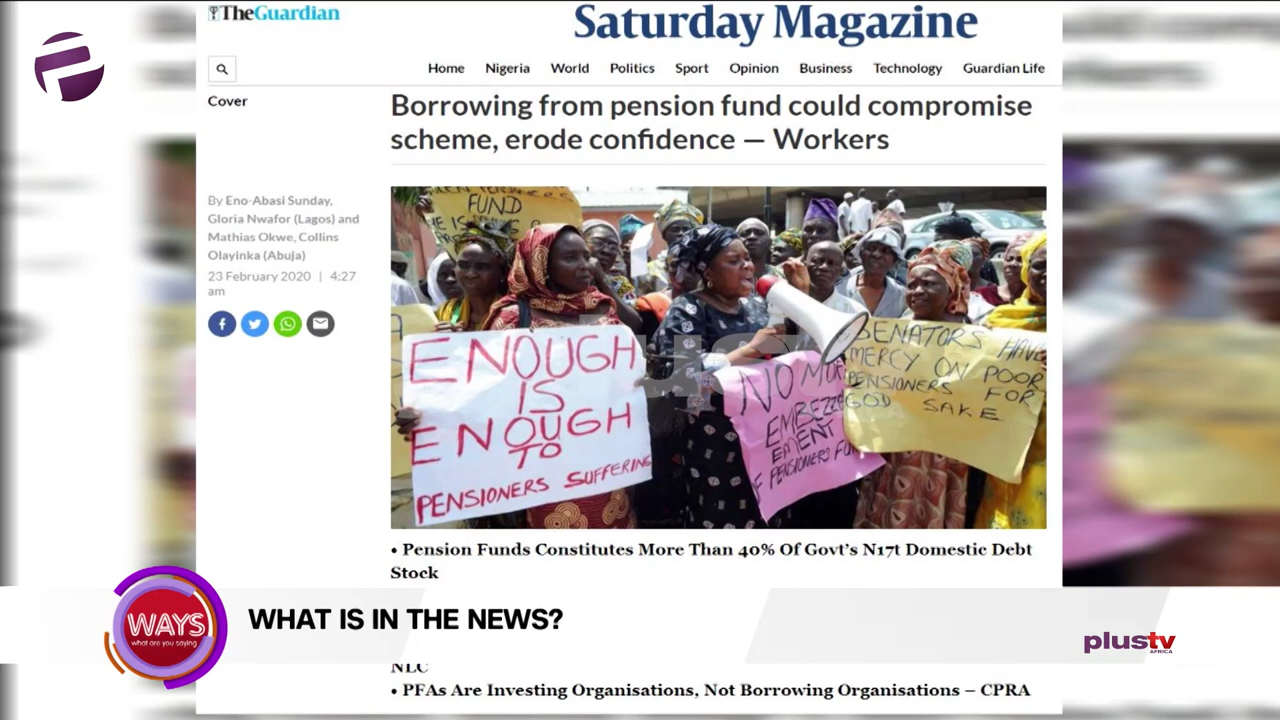 TheGuardian
Saturday Magazine
Home Nigeria World Politics Sport Opinion Business Technology Guardian Life
Cover
Borrowing from pension fund could compromise
scheme, erode confidence — Workers
By Eno-Abasi Sunday,
Gloria Nwafor (Lagos) and
Mathias Okwe, Collins
Olayinka (Abuja)
23 February 2020 | 4:27
am
FUND
ENOUGH
IS
ENOUGH
TO
PENSIONERS SUFFERING
NO MORE
PENSIONERS
SENATORS HAVE
MERCY ON POOR
PENSIONERS FOR
GOD SAKE
• Pension Funds Constitutes More Than 40% Of Govt's N17t Domestic Debt
Stock
WAYS
what are you saying
WHAT IS IN THE NEWS?
plustv
AFRICA
NLC
• PFAs Are Investing Organisations, Not Borrowing Organisations – CPRA